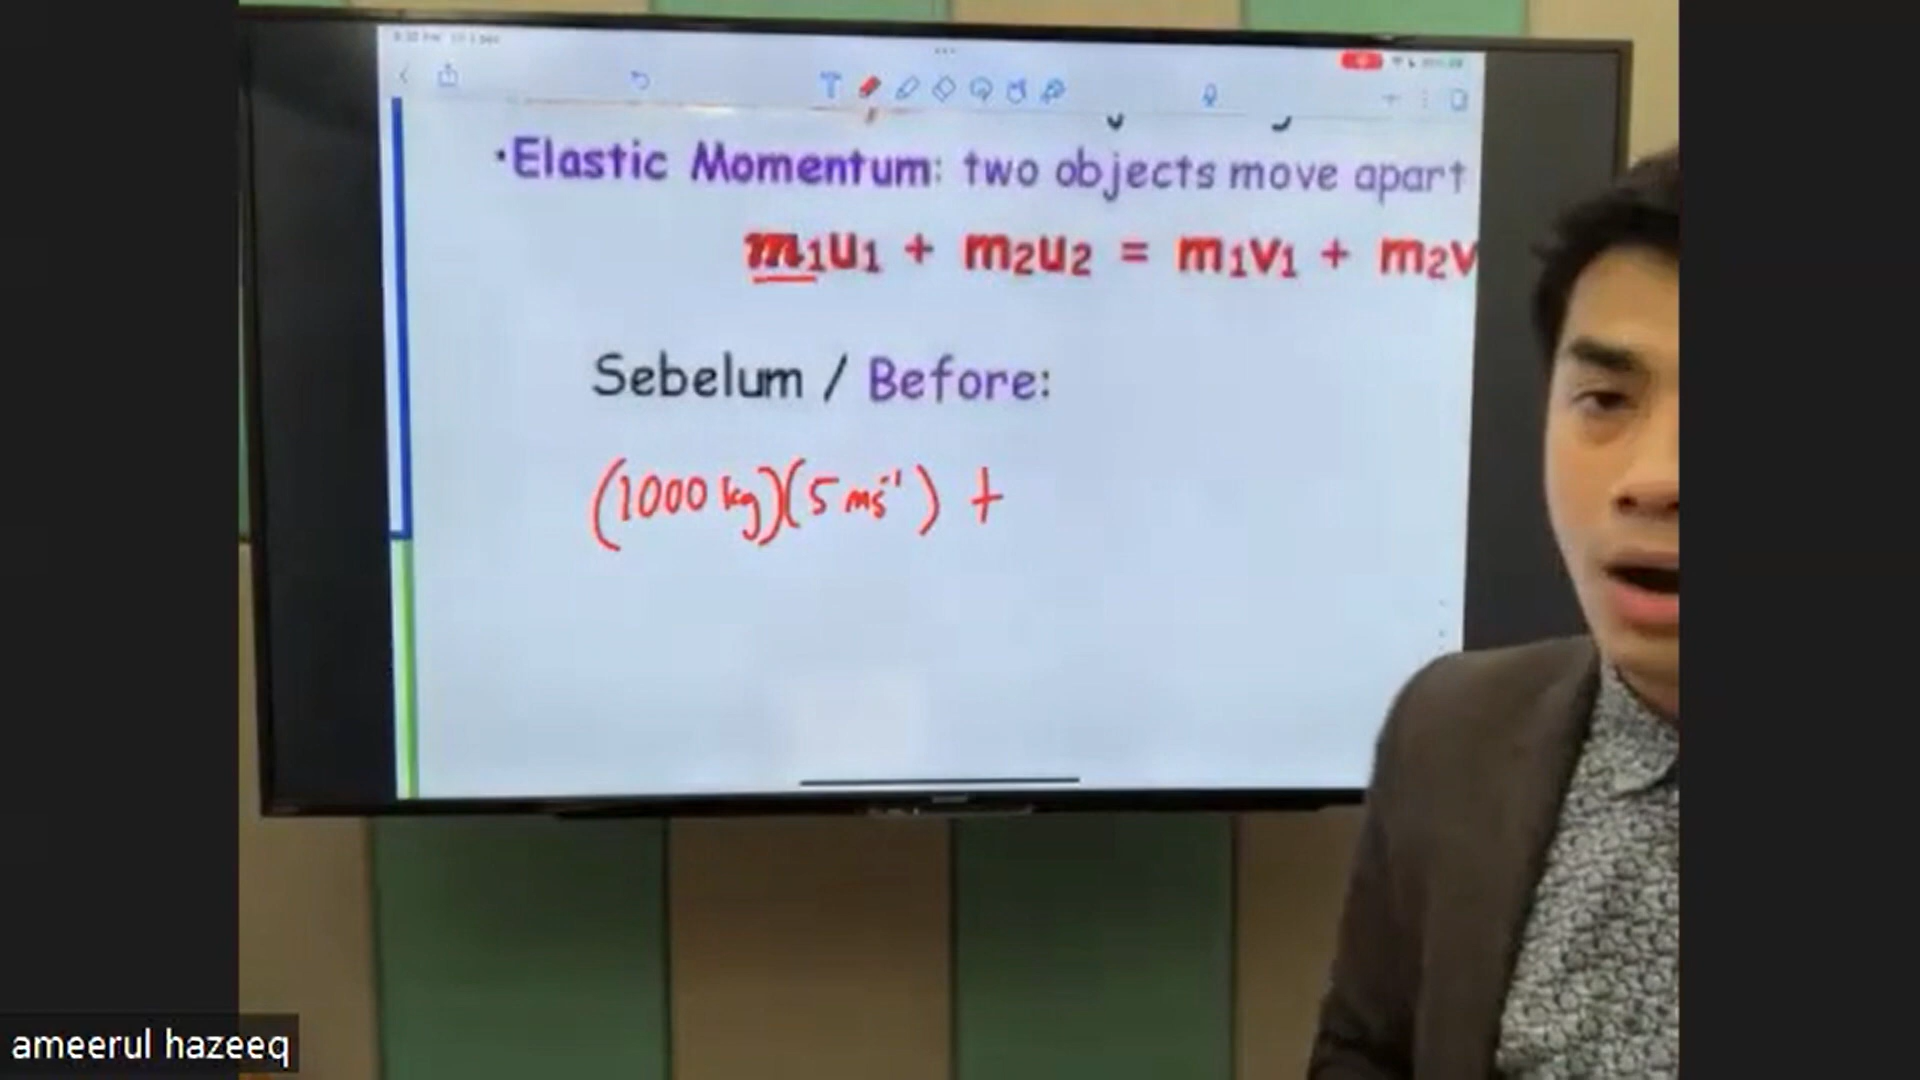 •Elastic Momentum: two objects move apart
m1u1 + m2u2 = m1v1 + m2v
Sebelum / Before:
(1000 kg)(5 ms⁻¹) +
ameerul hazeeq